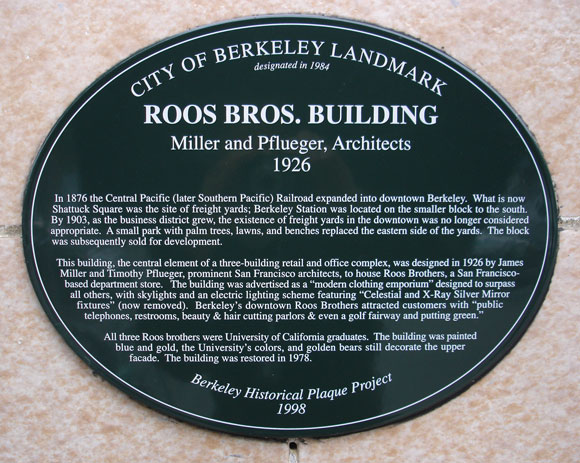 CITY OF BERKELEY LANDMARK
designated in 1984
ROOS BROS. BUILDING
Miller and Pflueger, Architects
1926
In 1876 the Central Pacific (later Southern Pacific) Railroad expanded into downtown Berkeley. What is now
Shattuck Square was the site of freight yards; Berkeley Station was located on the smaller block to the south.
By 1903, as the business district grew, the existence of freight yards in the downtown was no longer considered
appropriate. A small park with palm trees, lawns, and benches replaced the eastern side of the yards. The block
was subsequently sold for development.
This building, the central element of a three-building retail and office complex, was designed in 1926 by James
Miller and Timothy Pflueger, prominent San Francisco architects, to house Roos Brothers, a San Francisco-
based department store. The building was advertised as a “modern clothing emporium” designed to surpass
all others, with skylights and an electric lighting scheme featuring “Celestial and X-Ray Silver Mirror
fixtures” (now removed). Berkeley's downtown Roos Brothers attracted customers with “public
telephones, restrooms, beauty & hair cutting parlors & even a golf fairway and putting green.”
All three Roos brothers were University of California graduates. The building was painted
blue and gold, the University's colors, and golden bears still decorate the upper
facade. The building was restored in 1978.
Berkeley Historical Plaque Project
1998